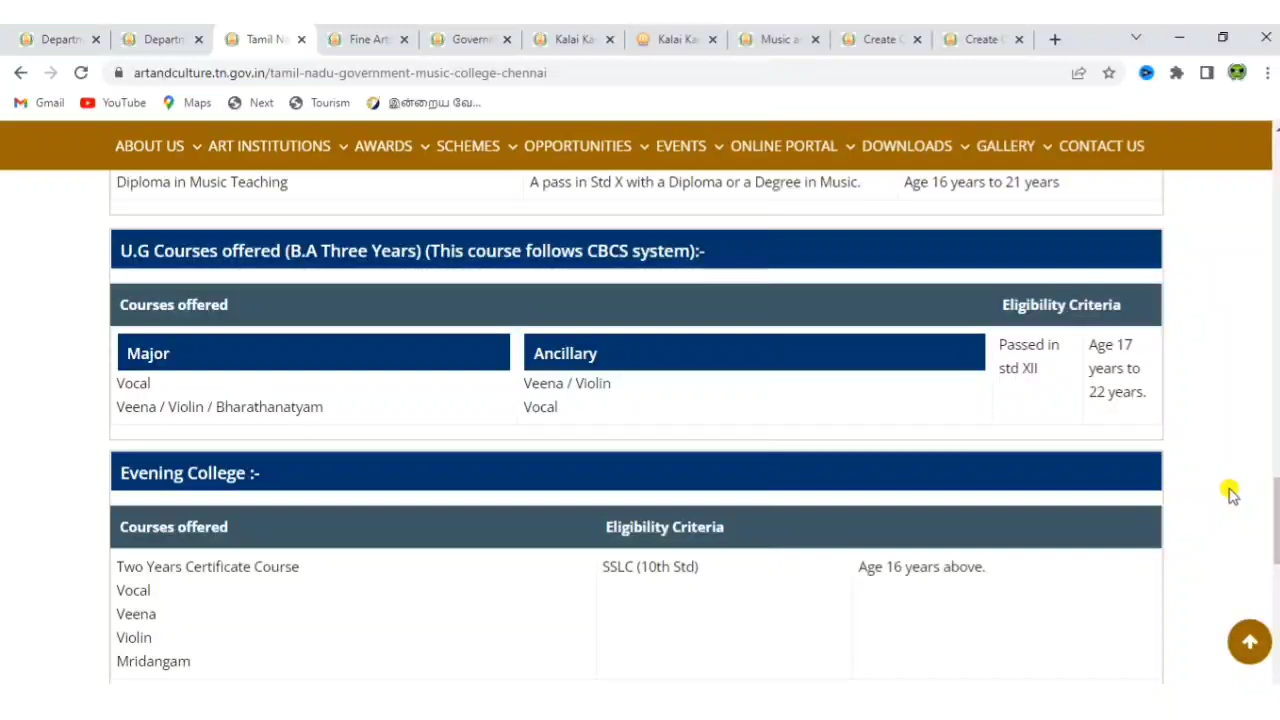 Departn Departn Tamil N Fine Art Governn Kalai Ka Kalai Ka Music a Create Create
artandculture.tn.gov.in/tamil-nadu-government-music-college-chennai
Gmail YouTube Maps Next Tourism இன்றைய வே...
ABOUT US ART INSTITUTIONS AWARDS SCHEMES OPPORTUNITIES EVENTS ONLINE PORTAL DOWNLOADS GALLERY CONTACT US
Diploma in Music Teaching A pass in Std X with a Diploma or a Degree in Music. Age 16 years to 21 years
U.G Courses offered (B.A Three Years) (This course follows CBCS system):-
Courses offered Eligibility Criteria
Major Ancillary Passed in Age 17
Vocal Veena / Violin std XII years to
Veena / Violin / Bharathanatyam Vocal 22 years.
Evening College :-
Courses offered Eligibility Criteria
Two Years Certificate Course SSLC (10th Std) Age 16 years above.
Vocal
Veena
Violin
Mridangam